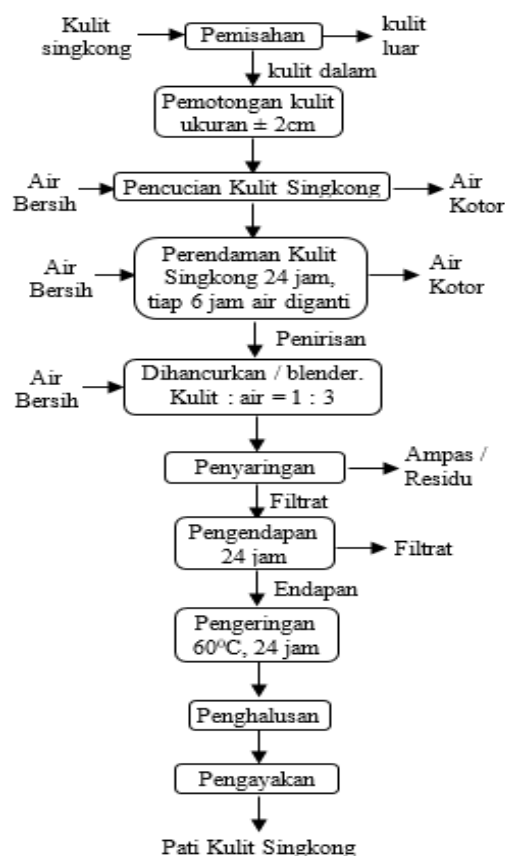 Kulit
singkong
Pemisahan
kulit
luar
kulit dalam
Pemotongan kulit
ukuran ± 2cm
Air
Bersih
Pencucian Kulit Singkong
Air
Kotor
Air
Bersih
Perendaman Kulit
Singkong 24 jam,
tiap 6 jam air diganti
Air
Kotor
Penirisan
Air
Bersih
Dihancurkan / blender.
Kulit : air = 1 : 3
Penyaringan
Ampas /
Residu
Filtrat
Pengendapan
24 jam
Filtrat
Endapan
Pengeringan
60°C, 24 jam
Penghalusan
Pengayakan
Pati Kulit Singkong